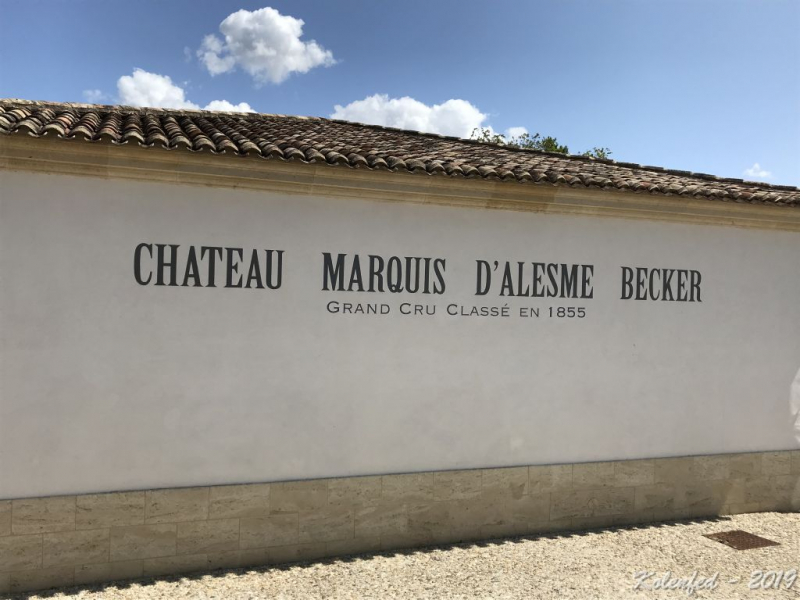 CHATEAU MARQUIS D'ALESME BECKER
GRAND CRU CLASSÉ EN 1855
Kolenfed - 2019